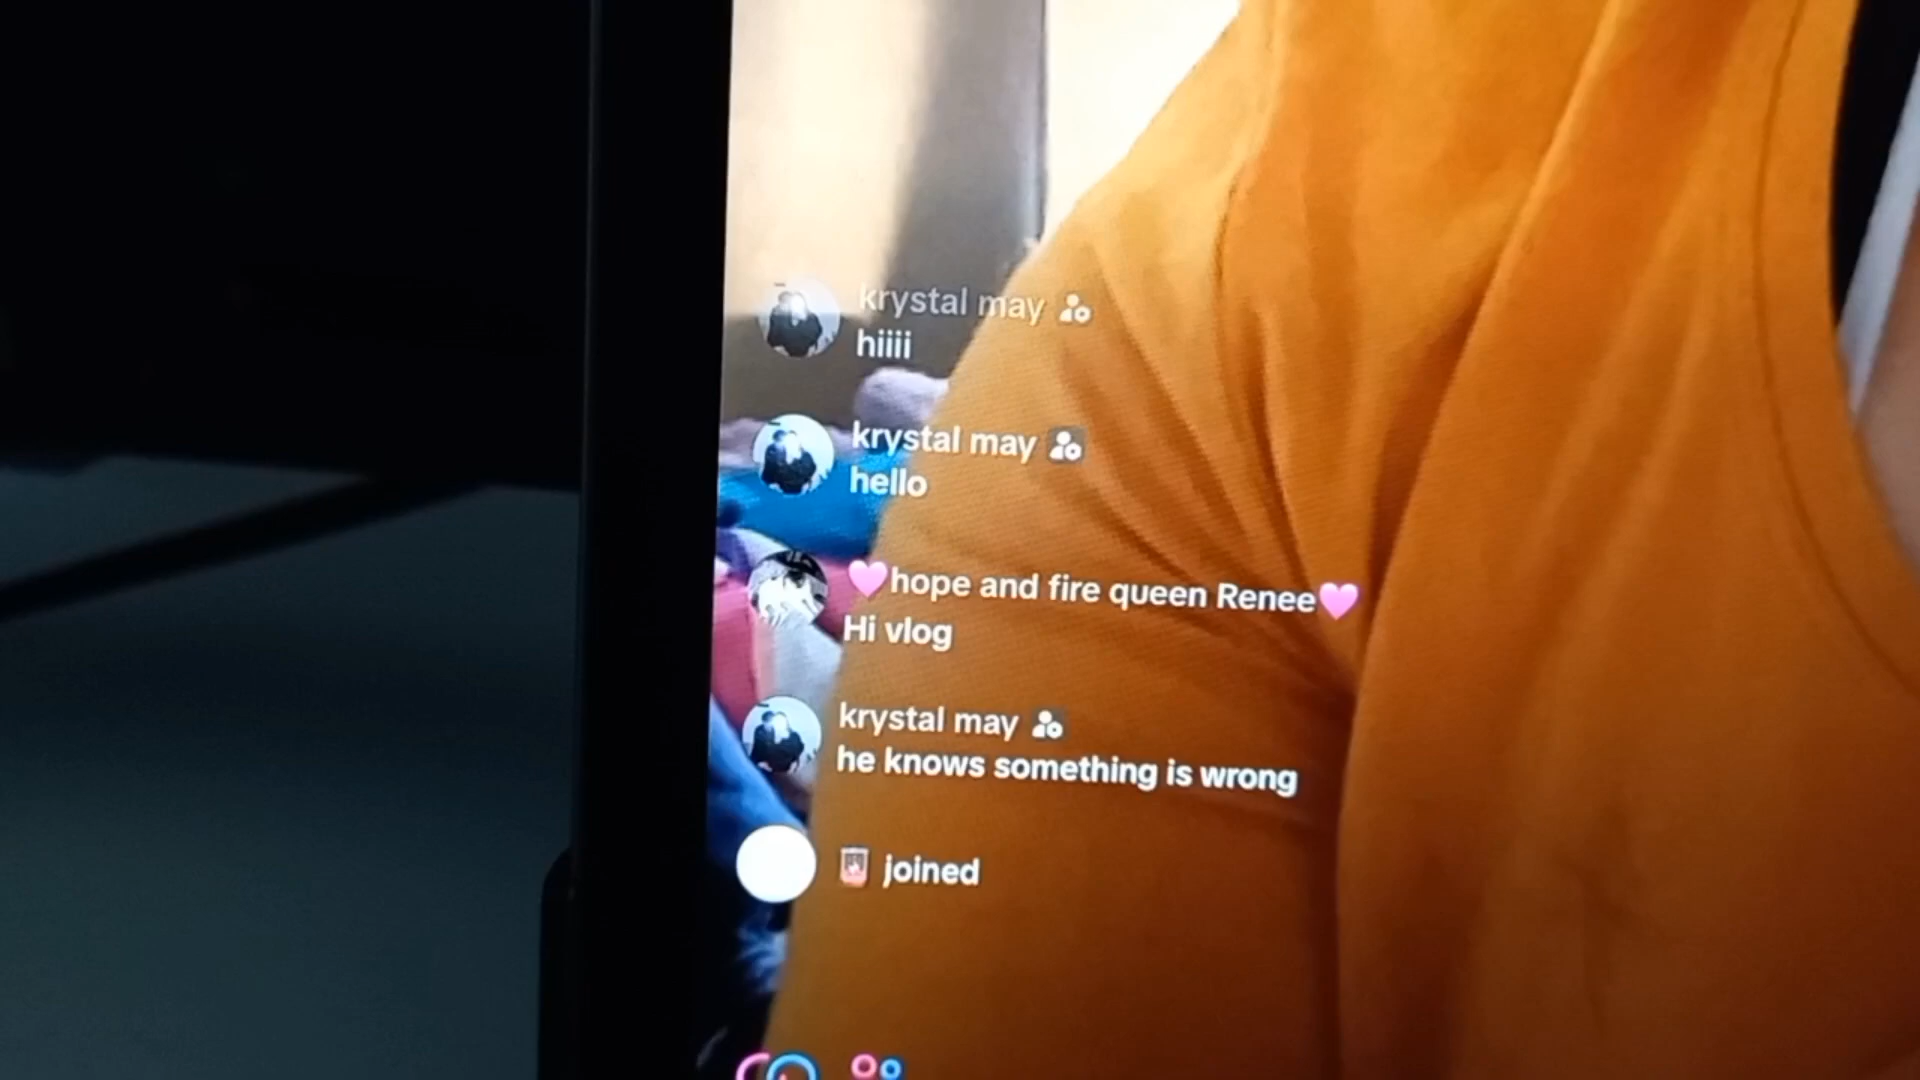 krystal may
hiiii
krystal may
hello
🩷hope and fire queen Renee🩷
Hi vlog
krystal may
he knows something is wrong
joined